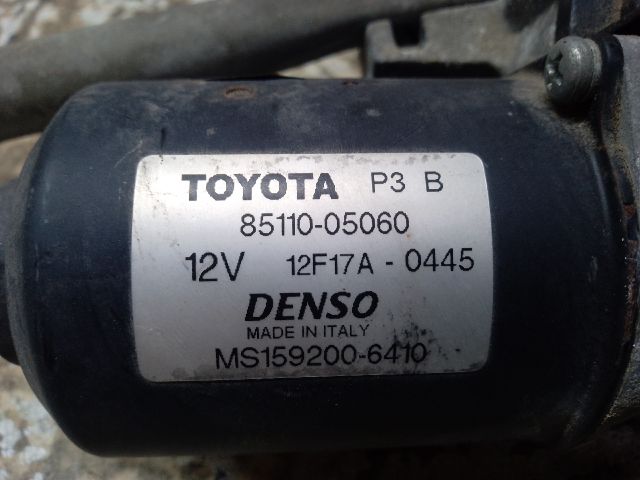 TOYOTA P3 B
85110-05060
12V 12F17A - 0445
DENSO
MADE IN ITALY
MS159200-6410